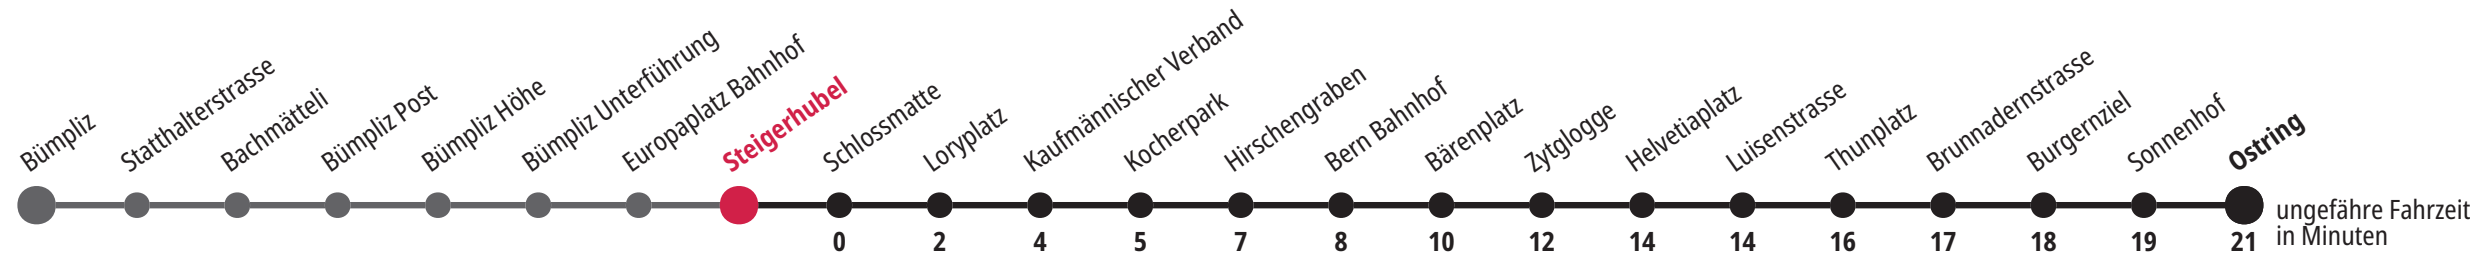 Bümpliz
Statthalterstrasse
Bachmätteli
Bümpliz Post
Bümpliz Höhe
Bümpliz Unterführung
Europaplatz Bahnhof
Steigerhubel
Schlossmatte
Loryplatz
Kaufmännischer Verband
Kocherpark
Hirschengraben
Bern Bahnhof
Bärenplatz
Zytglogge
Helvetiaplatz
Luisenstrasse
Thunplatz
Brunnadernstrasse
Burgernziel
Sonnenhof
Ostring
0 2 4 5 7 8 10 12 14 14 16 17 18 19 21
ungefähre Fahrzeit
in Minuten